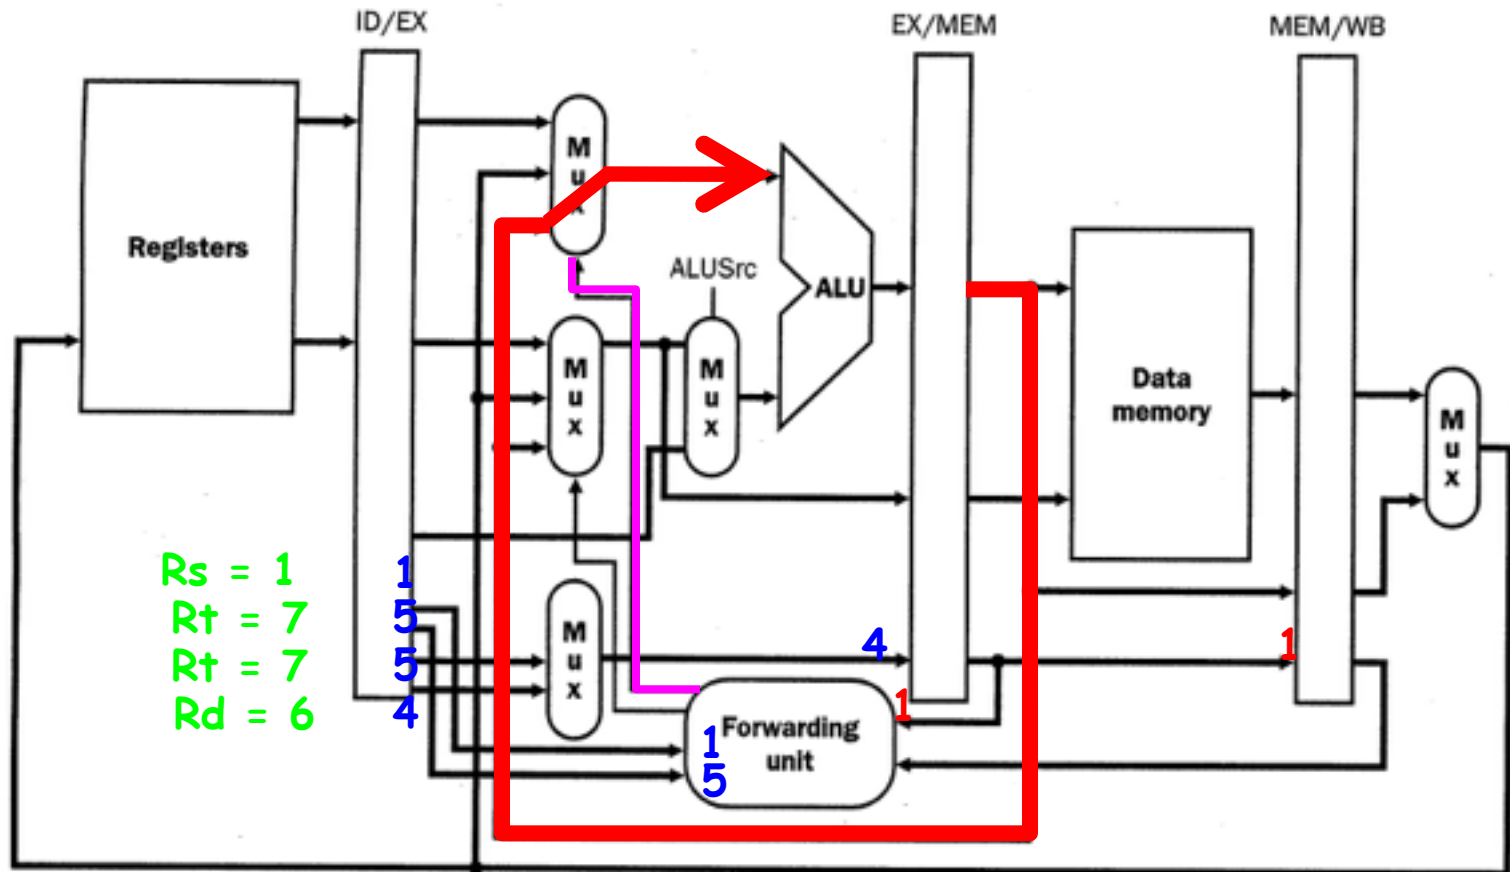 ID/EX
EX/MEM
MEM/WB
Registers
M
u
x
ALUSrc
ALU
M
u
x
M
u
x
Data
memory
M
u
x
Rs = 1
1
Rt = 7
5
Rt = 7
5
Rd = 6
4
M
u
x
4
1
1
Forwarding
unit
1
5